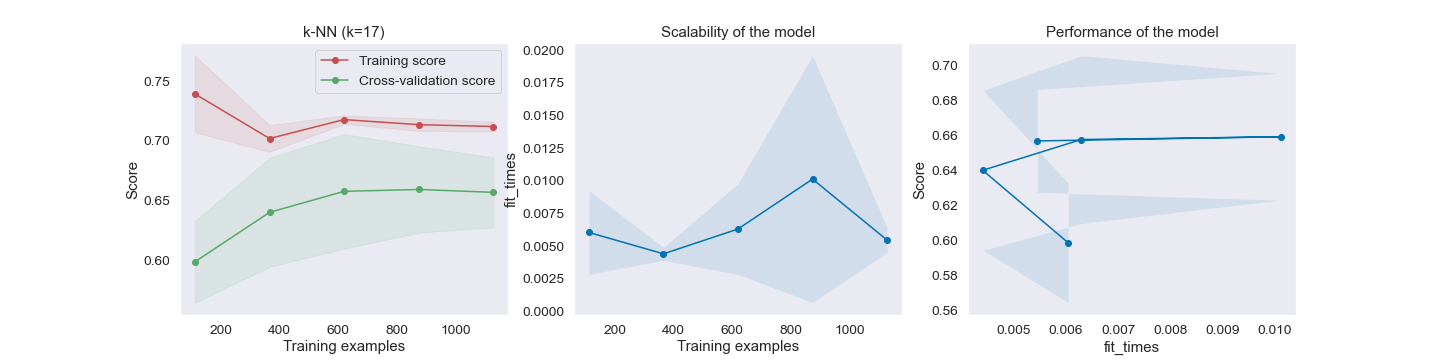 k-NN (k=17)
Training score
Cross-validation score
Score
0.75
0.70
0.65
0.60
200 400 600 800 1000
Training examples
Scalability of the model
fit_times
0.0200
0.0175
0.0150
0.0125
0.0100
0.0075
0.0050
0.0025
0.0000
200 400 600 800 1000
Training examples
Performance of the model
Score
0.70
0.68
0.66
0.64
0.62
0.60
0.58
0.56
0.005 0.006 0.007 0.008 0.009 0.010
fit_times